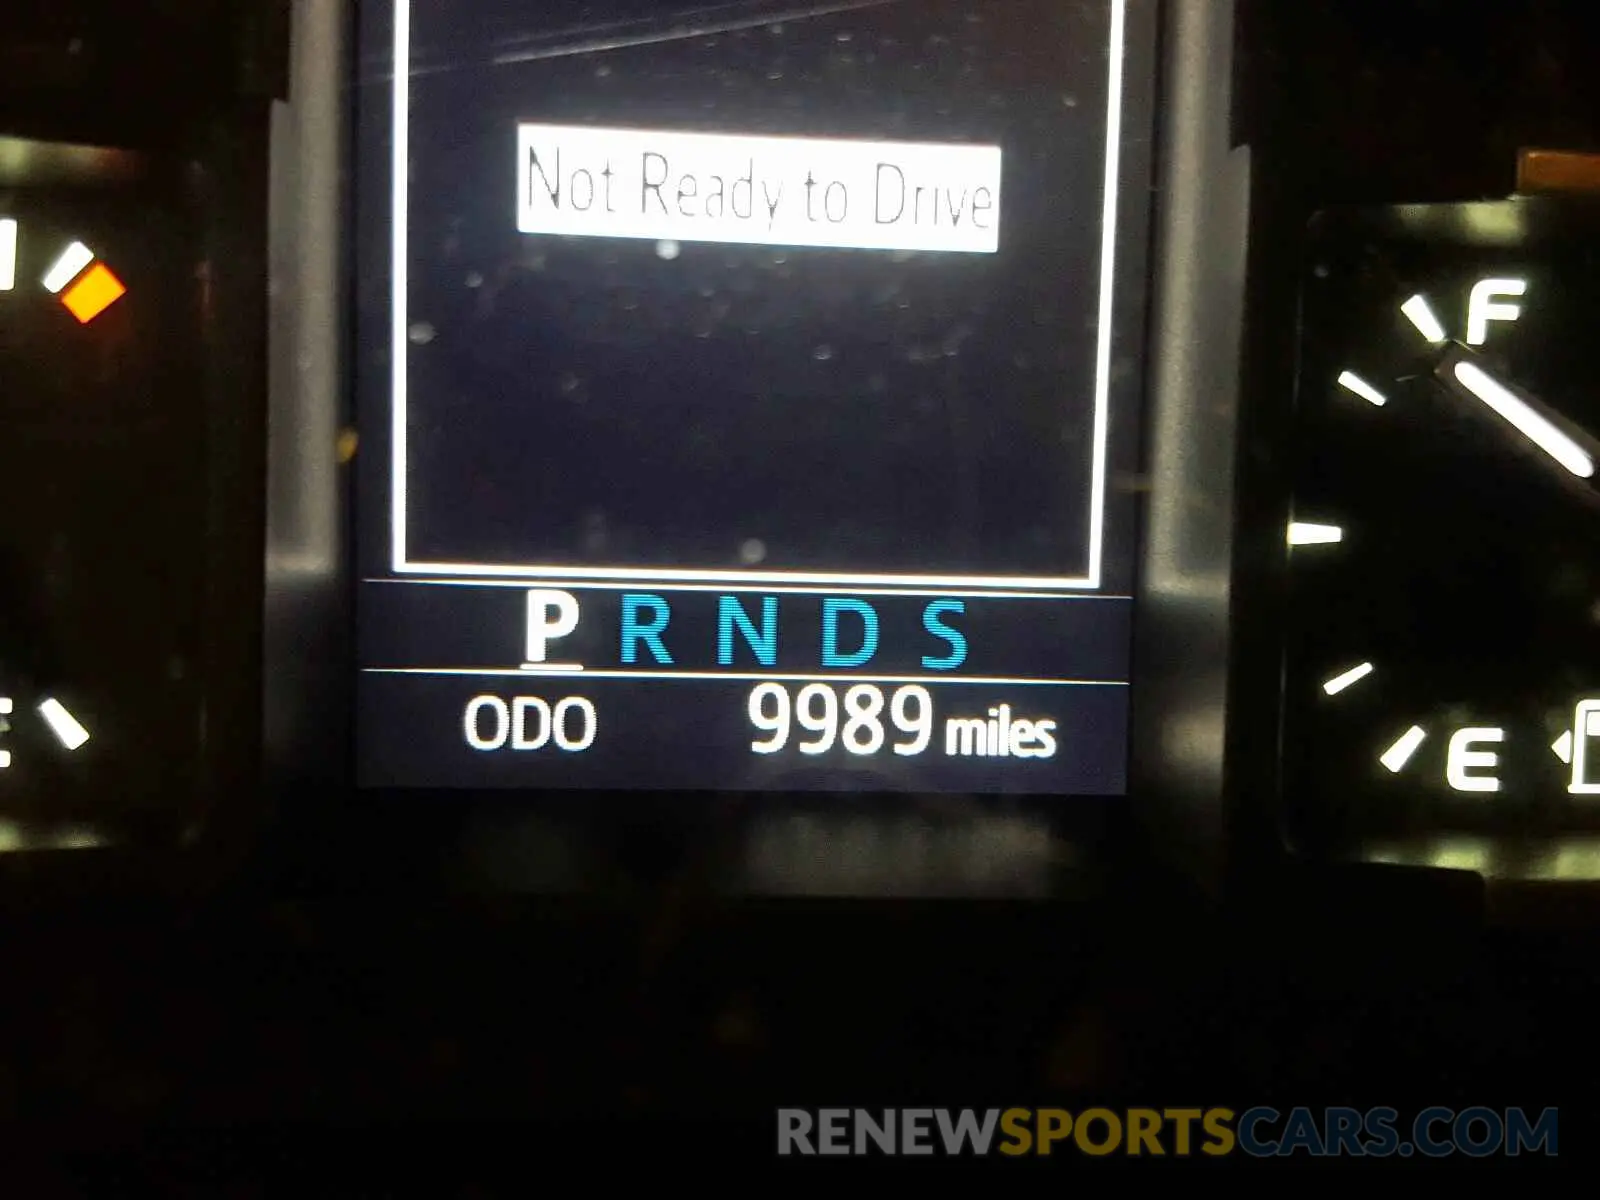 Not Ready to Drive
F
P R N D S
ODO 9989 miles
E
RENEWSPORTSCARS.COM